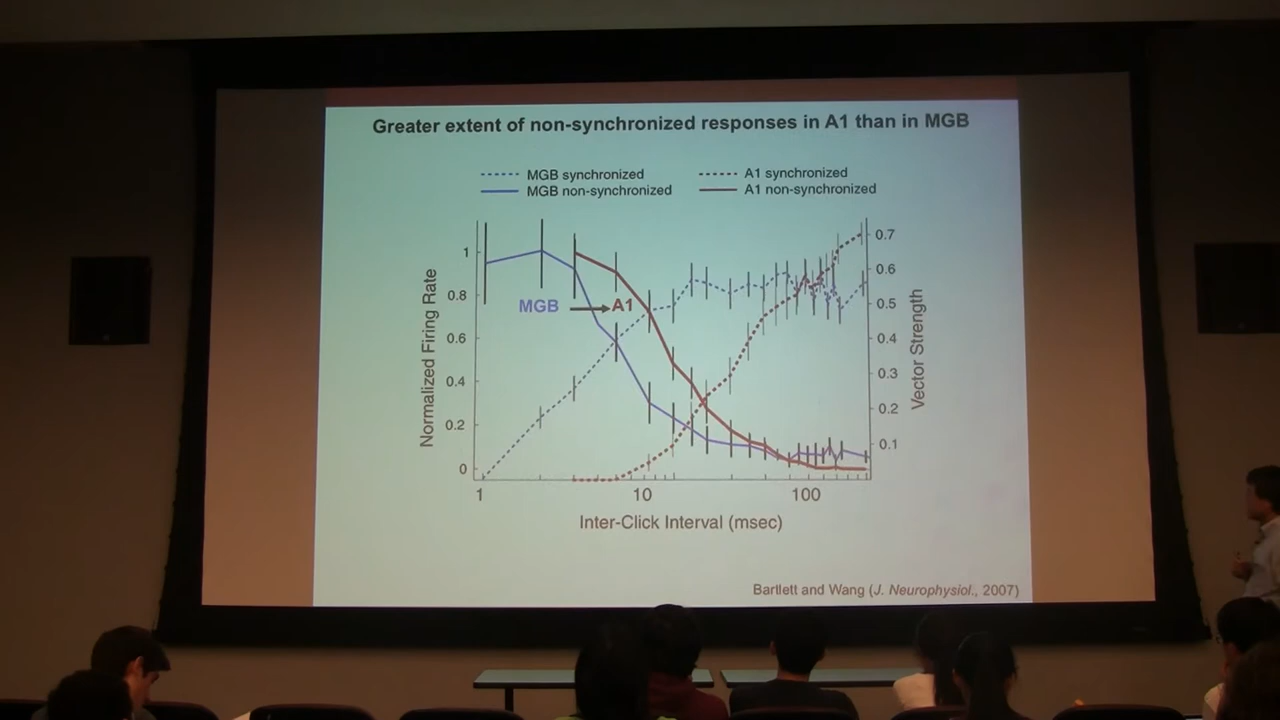 Greater extent of non-synchronized responses in A1 than in MGB
MGB synchronized
MGB non-synchronized
A1 synchronized
A1 non-synchronized
Normalized Firing Rate
1
0.8
0.6
0.4
0.2
0
MGB
A1
0.7
0.6
0.5
0.4
0.3
0.2
0.1
Vector Strength
1 10 100
Inter-Click Interval (msec)
Bartlett and Wang (J. Neurophysiol., 2007)